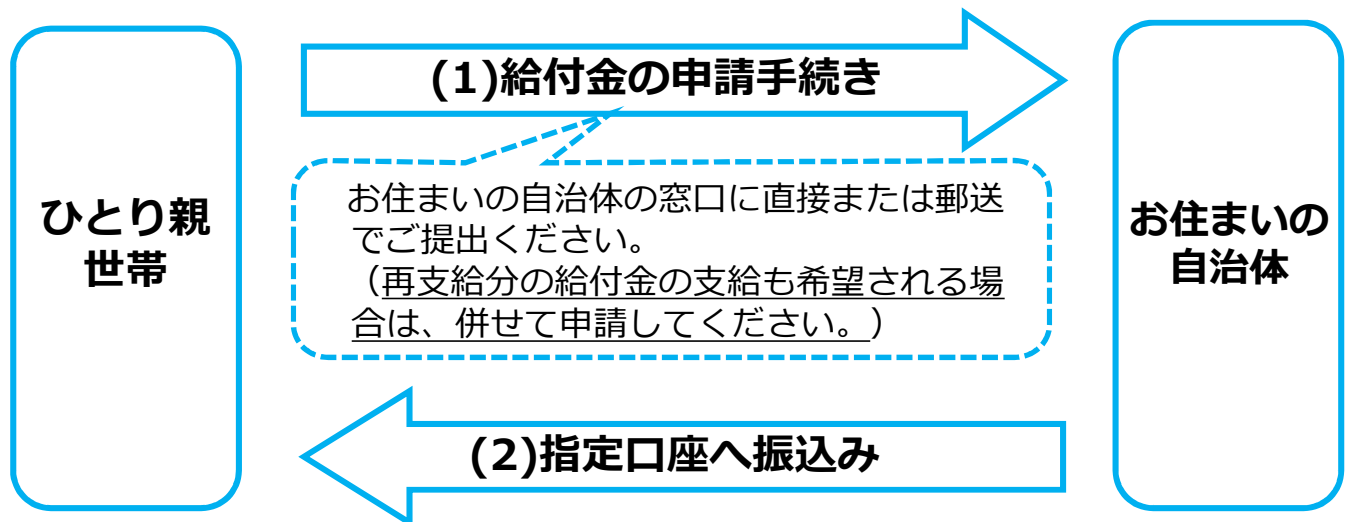 (1)給付金の申請手続き
ひとり親
世帯
お住まいの自治体の窓口に直接または郵送
でご提出ください。
（再支給分の給付金の支給も希望される場
合は、併せて申請してください。）
お住まいの
自治体
(2)指定口座へ振込み